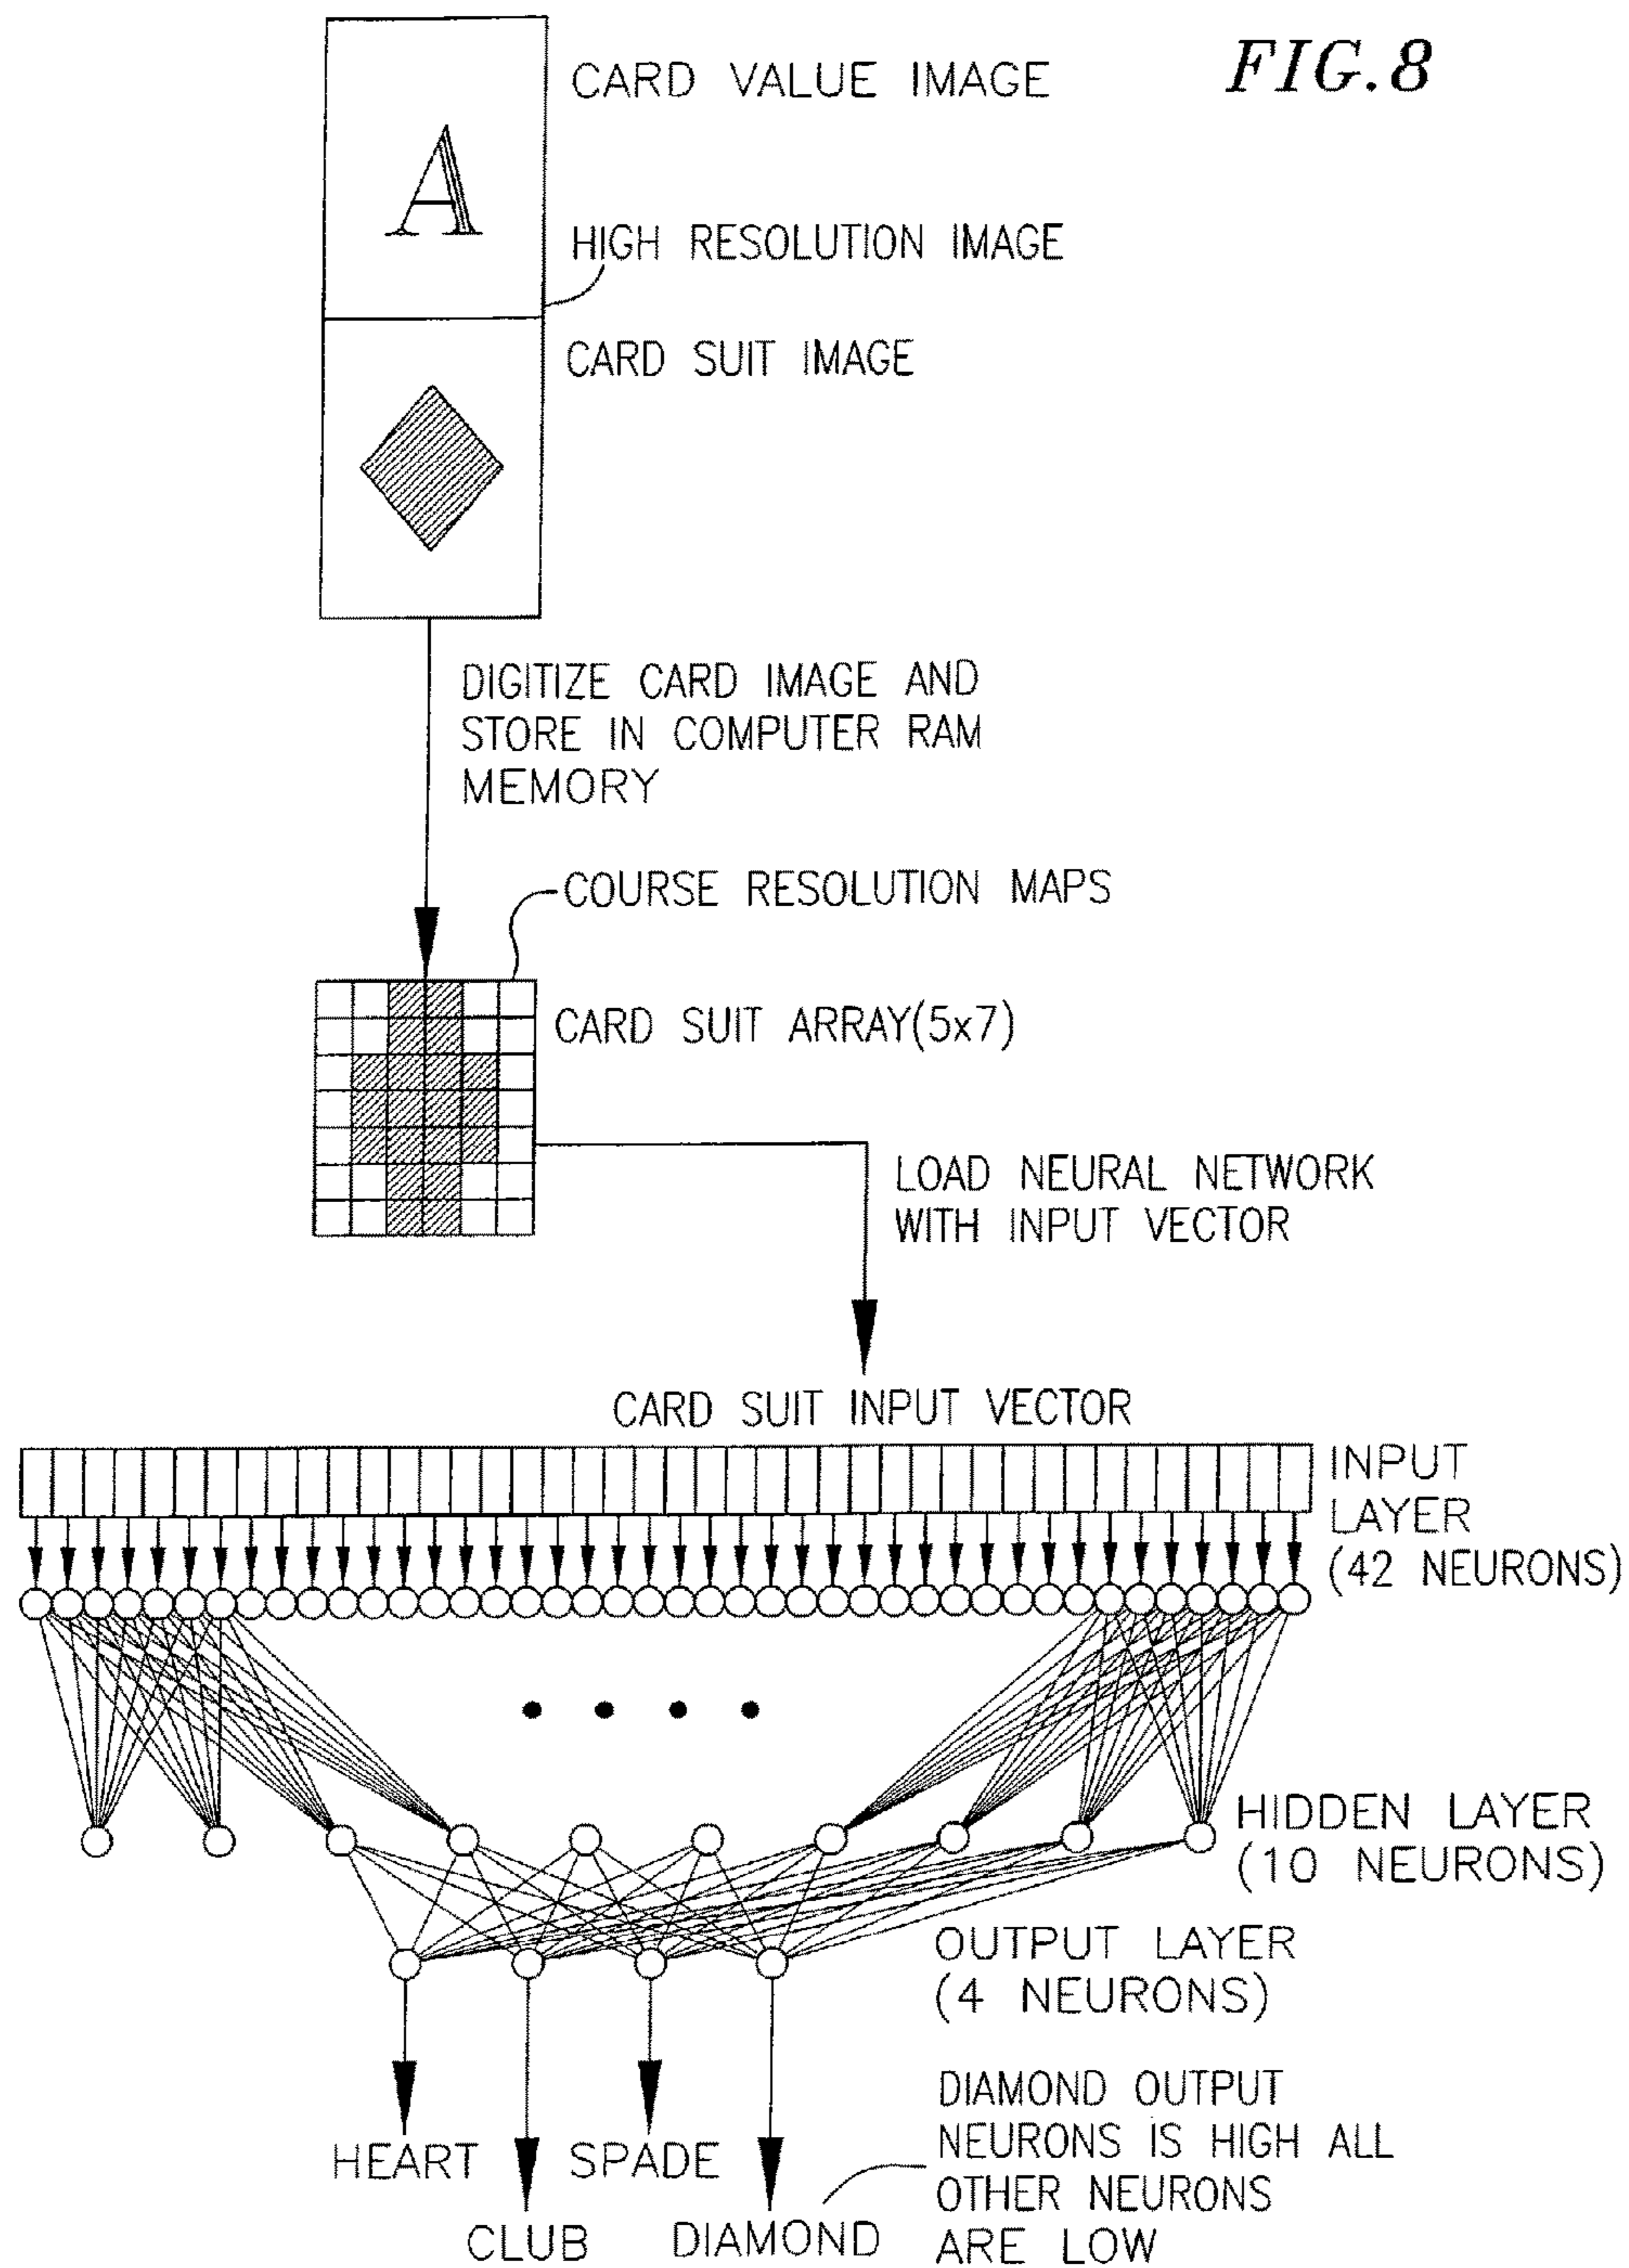 FIG.8
CARD VALUE IMAGE
A
HIGH RESOLUTION IMAGE
CARD SUIT IMAGE
DIGITIZE CARD IMAGE AND
STORE IN COMPUTER RAM
MEMORY
COURSE RESOLUTION MAPS
CARD SUIT ARRAY(5x7)
LOAD NEURAL NETWORK
WITH INPUT VECTOR
CARD SUIT INPUT VECTOR
INPUT
LAYER
(42 NEURONS)
HIDDEN LAYER
(10 NEURONS)
OUTPUT LAYER
(4 NEURONS)
HEART
CLUB
SPADE
DIAMOND
DIAMOND OUTPUT
NEURONS IS HIGH ALL
OTHER NEURONS
ARE LOW